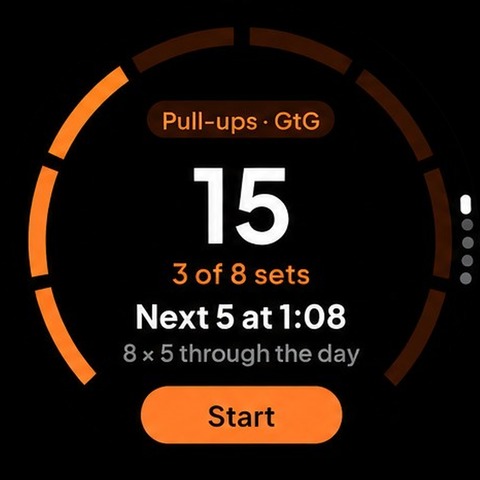 Pull-ups · GtG
15
3 of 8 sets
Next 5 at 1:08
8 × 5 through the day
Start